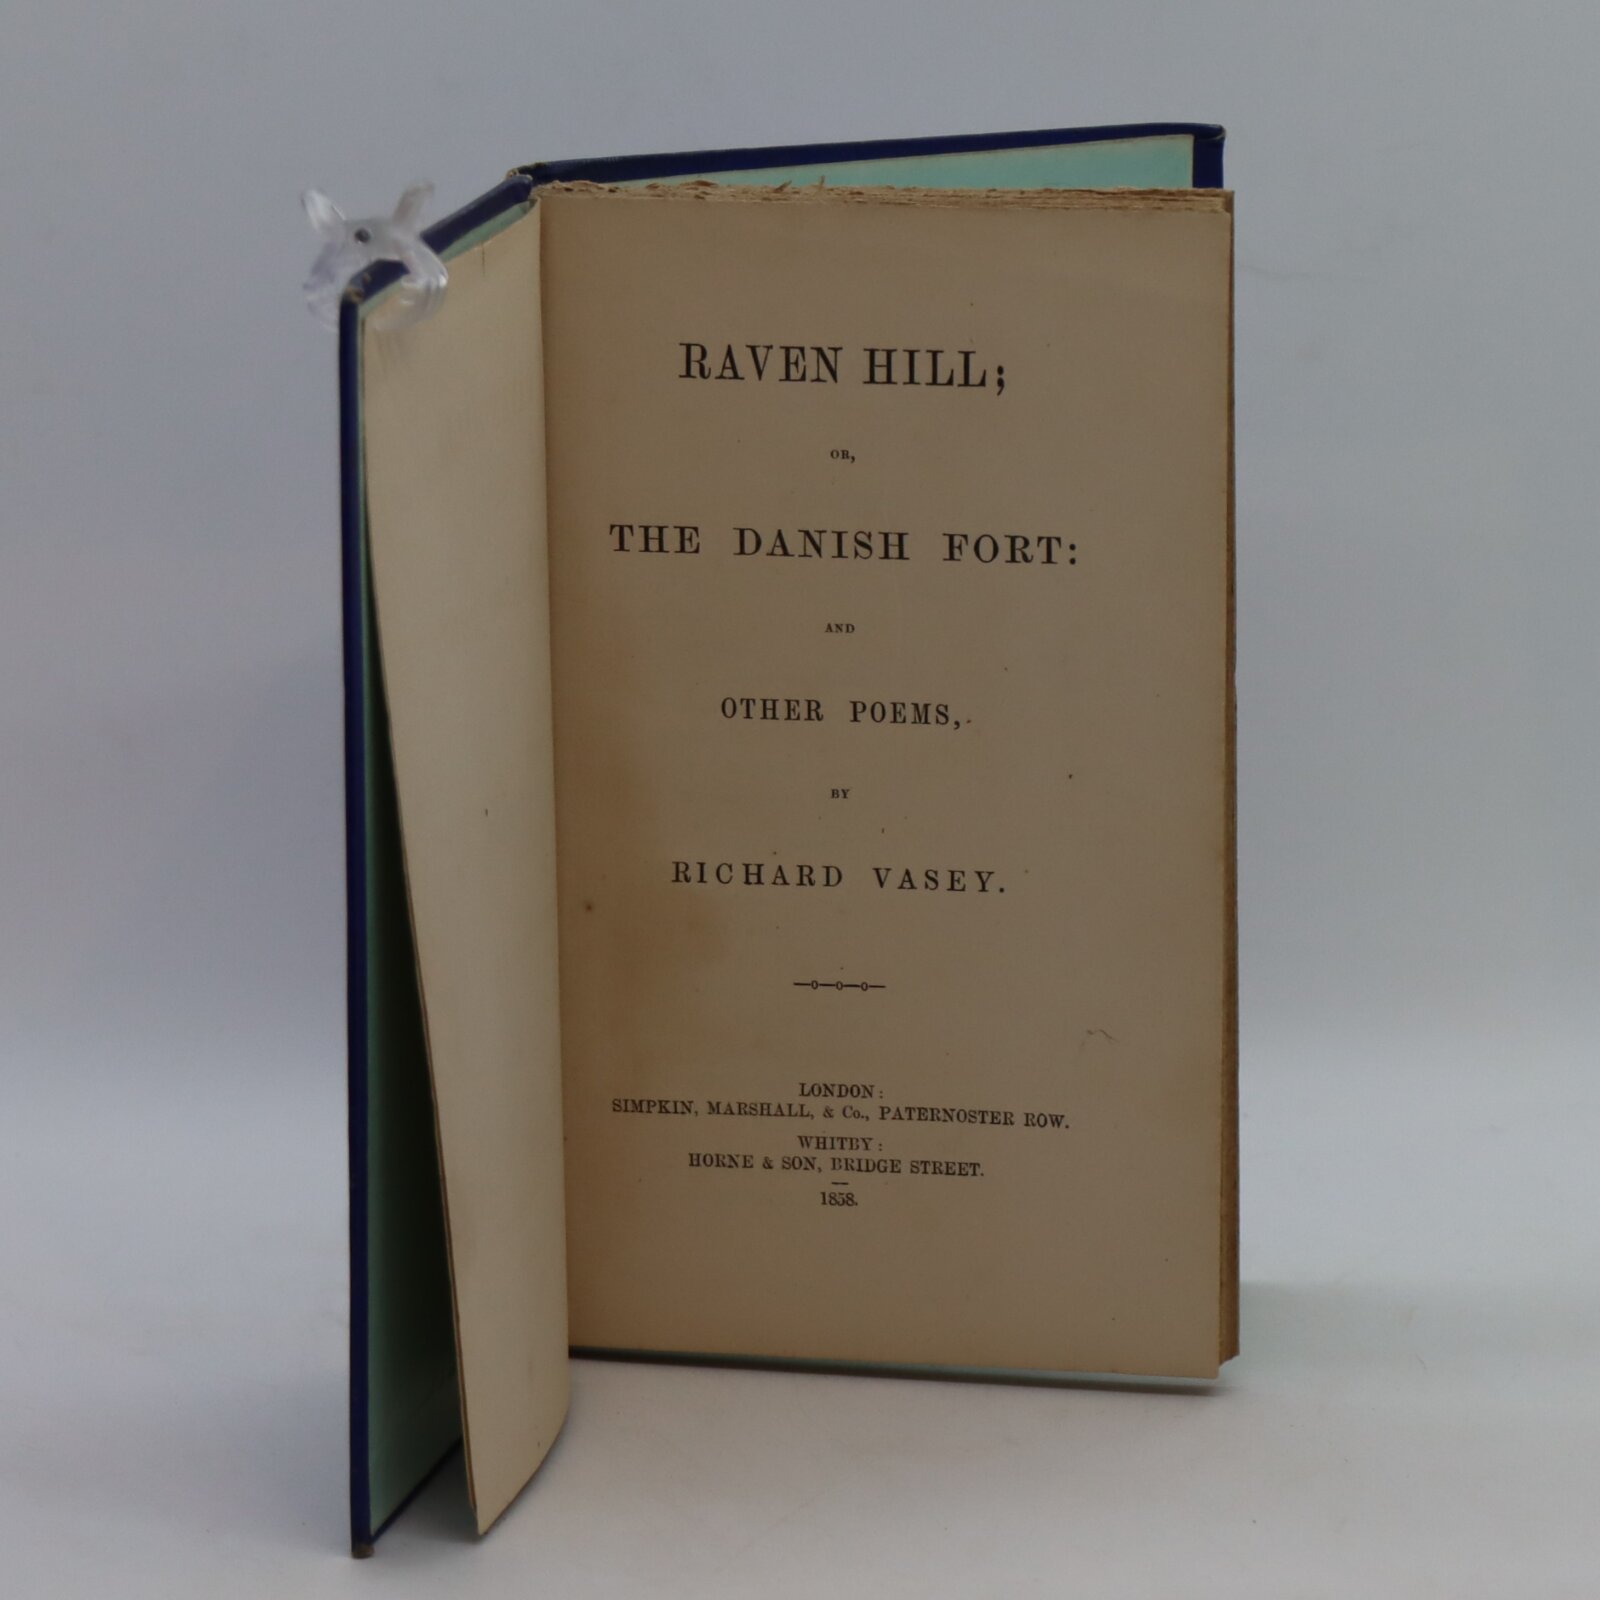 RAVEN HILL;
OR,
THE DANISH FORT:
AND
OTHER POEMS,
BY
RICHARD VASEY.
LONDON:
SIMPKIN, MARSHALL, & Co., PATERNOSTER ROW.
WHITBY:
HORNE & SON, BRIDGE STREET.
1858.